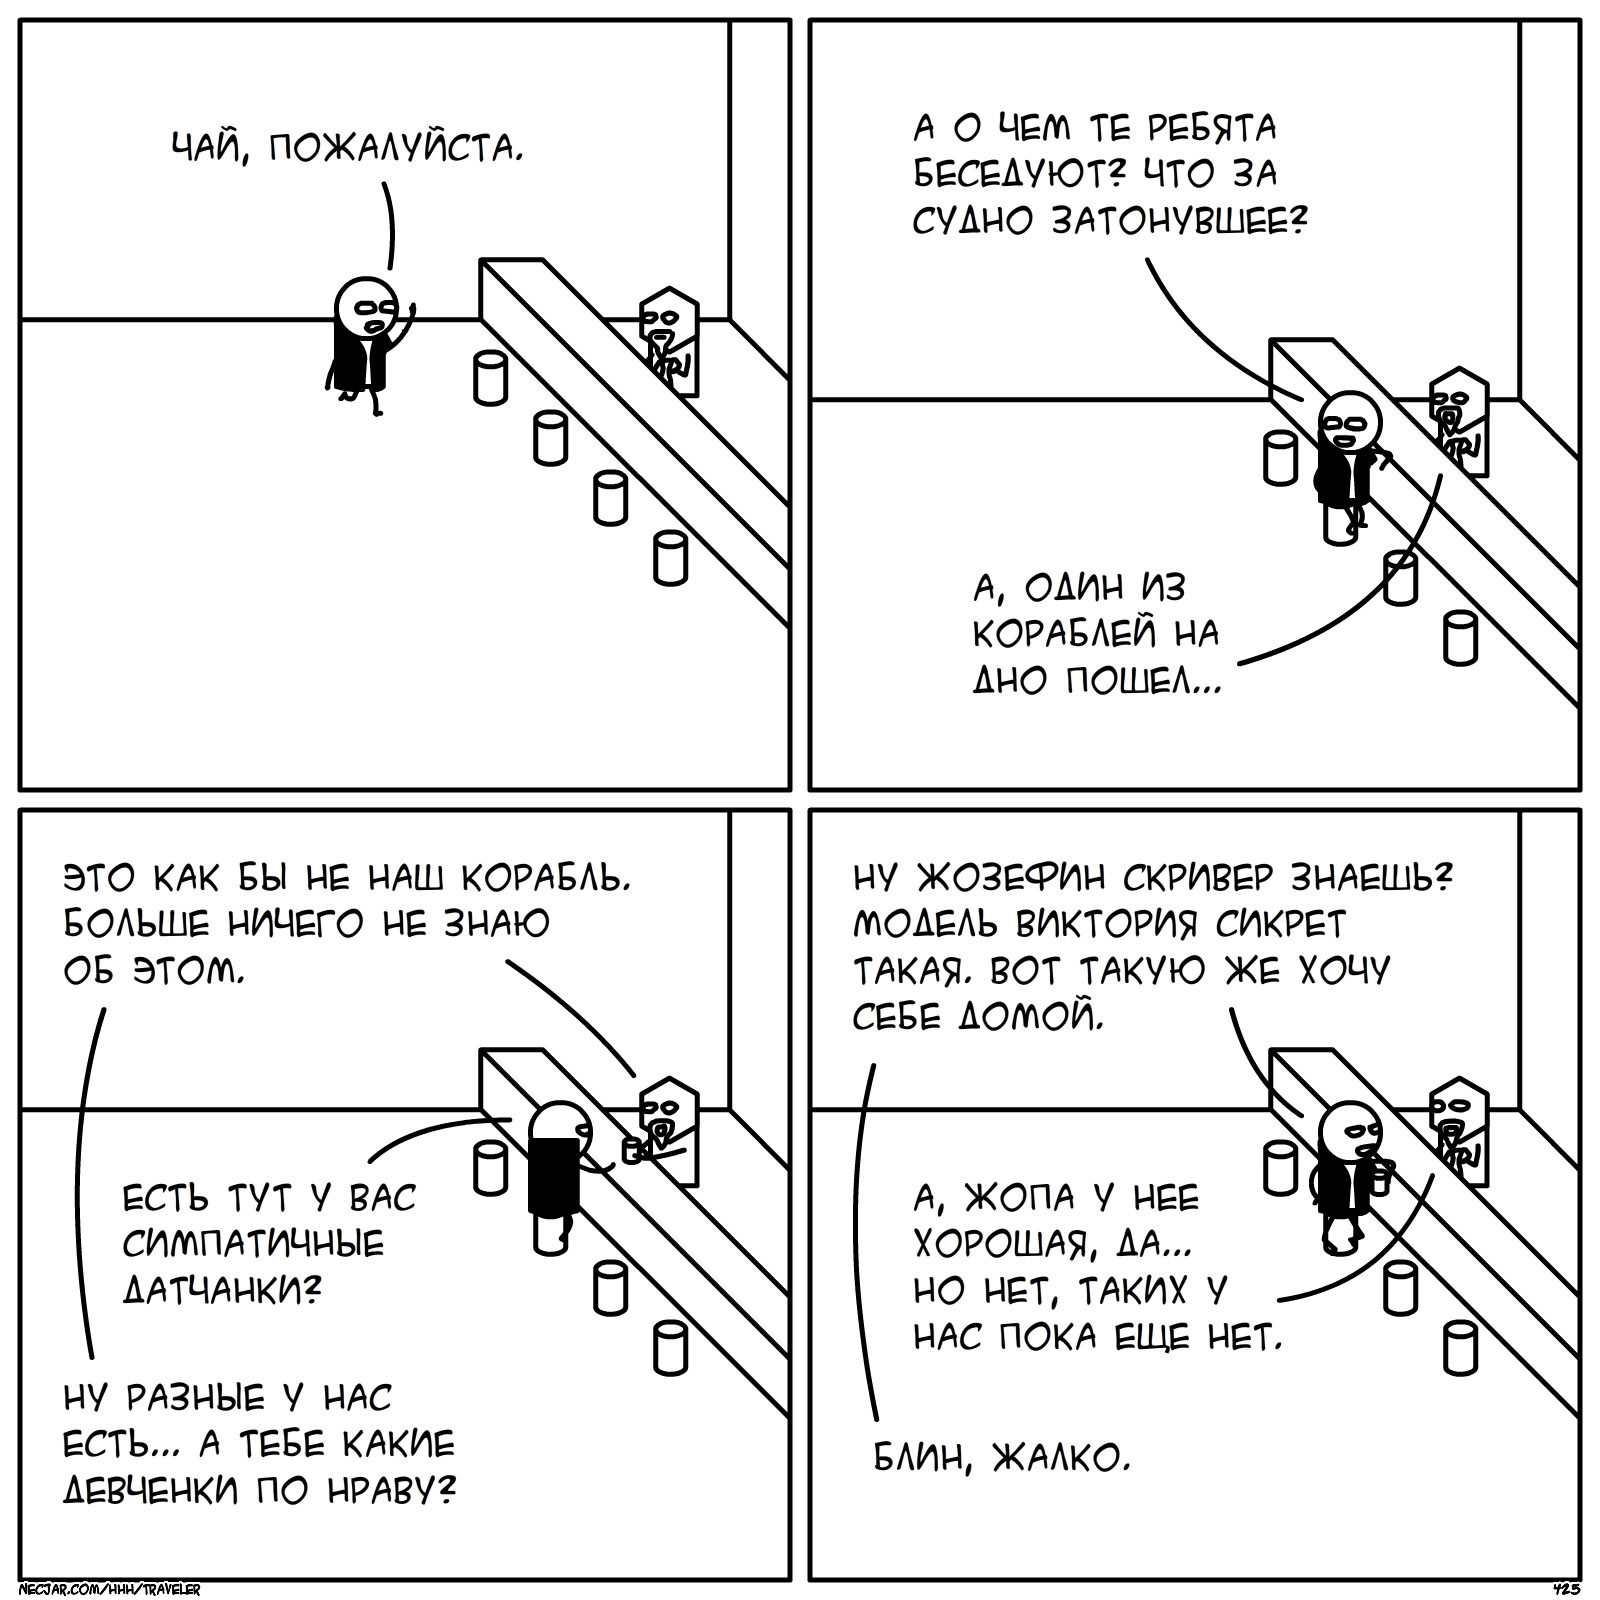 ЧАЙ, ПОЖАЛУЙСТА.
А О ЧЕМ ТЕ РЕБЯТА
БЕСЕДУЮТ? ЧТО ЗА
СУДНО ЗАТОНУВШЕЕ?
А, ОДИН ИЗ
КОРАБЛЕЙ НА
ДНО ПОШЕЛ...
ЭТО КАК БЫ НЕ НАШ КОРАБЛЬ.
БОЛЬШЕ НИЧЕГО НЕ ЗНАЮ
ОБ ЭТОМ.
ЕСТЬ ТУТ У ВАС
СИМПАТИЧНЫЕ
ДАТЧАНКИ?
НУ РАЗНЫЕ У НАС
ЕСТЬ... А ТЕБЕ КАКИЕ
ДЕВЧЕНКИ ПО НРАВУ?
НУ ЖОЗЕФИН СКРИВЕР ЗНАЕШЬ?
МОДЕЛЬ ВИКТОРИЯ СИКРЕТ
ТАКАЯ. ВОТ ТАКУЮ ЖЕ ХОЧУ
СЕБЕ ДОМОЙ.
А, ЖОПА У НЕЕ
ХОРОШАЯ, ДА...
НО НЕТ, ТАКИХ У
НАС ПОКА ЕЩЕ НЕТ.
БЛИН, ЖАЛКО.
NECJAR.COM/HHH/TRAVELER
425